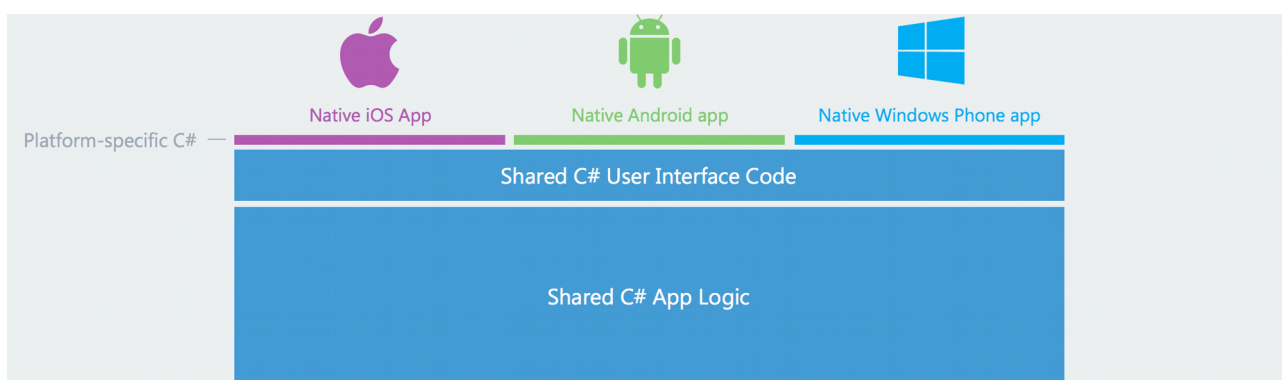 Native iOS App
Native Android app
Native Windows Phone app
Platform-specific C#
Shared C# User Interface Code
Shared C# App Logic